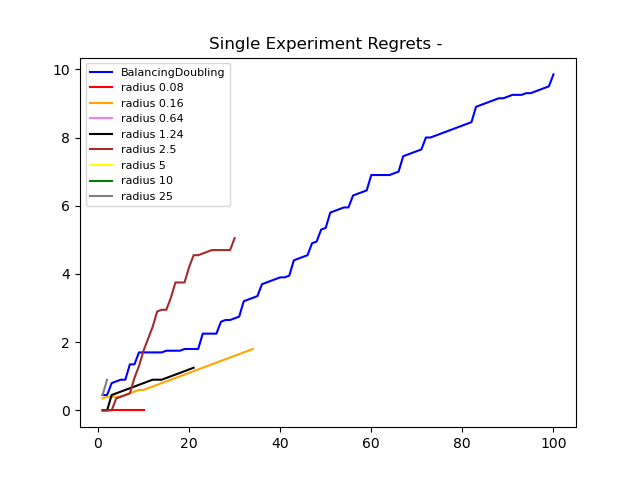 Single Experiment Regrets -
BalancingDoubling
radius 0.08
radius 0.16
radius 0.64
radius 1.24
radius 2.5
radius 5
radius 10
radius 25
10
8
6
4
2
0
0 20 40 60 80 100